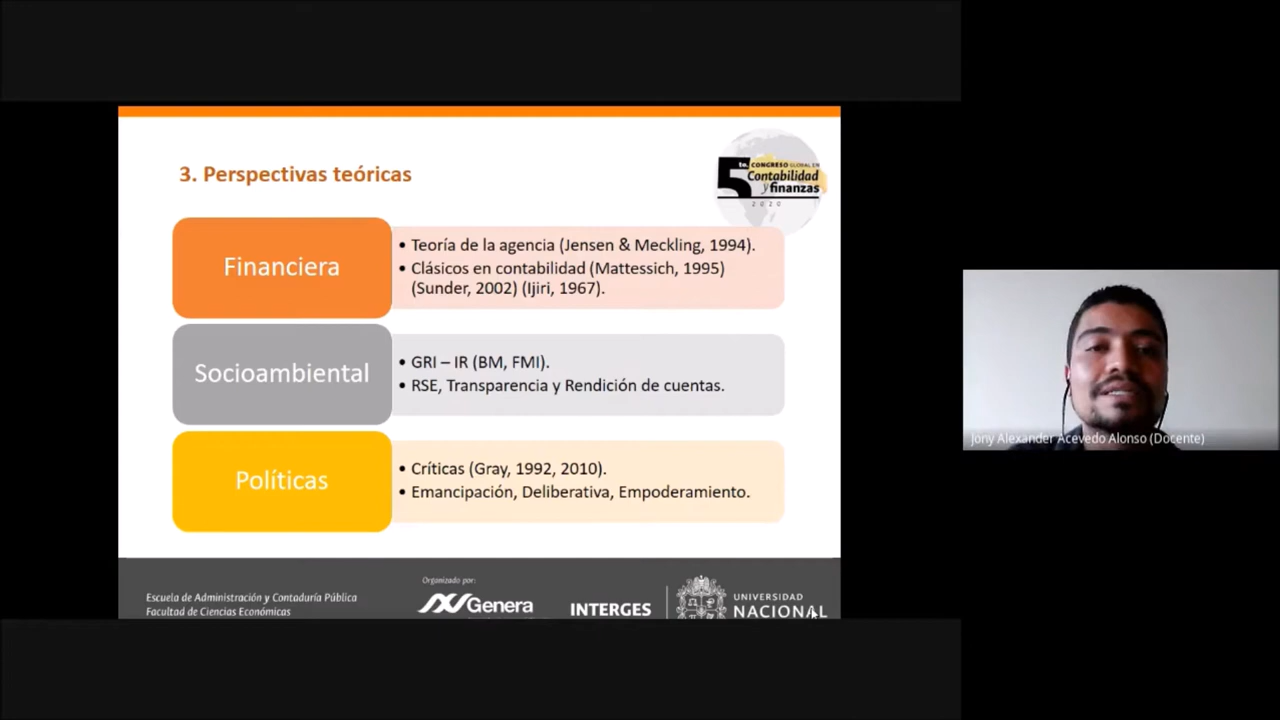 3. Perspectivas teóricas
5to. CONGRESO GLOBAL EN
Contabilidad
y finanzas
2020
Financiera
• Teoría de la agencia (Jensen & Meckling, 1994).
• Clásicos en contabilidad (Mattessich, 1995)
(Sunder, 2002) (Ijiri, 1967).
Socioambiental
• GRI – IR (BM, FMI).
• RSE, Transparencia y Rendición de cuentas.
Políticas
• Críticas (Gray, 1992, 2010).
• Emancipación, Deliberativa, Empoderamiento.
Jony Alexander Acevedo Alonso (Docente)
Escuela de Administración y Contaduría Pública
Facultad de Ciencias Económicas
Organizado por:
Genera
INTERGES
UNIVERSIDAD
NACIONAL